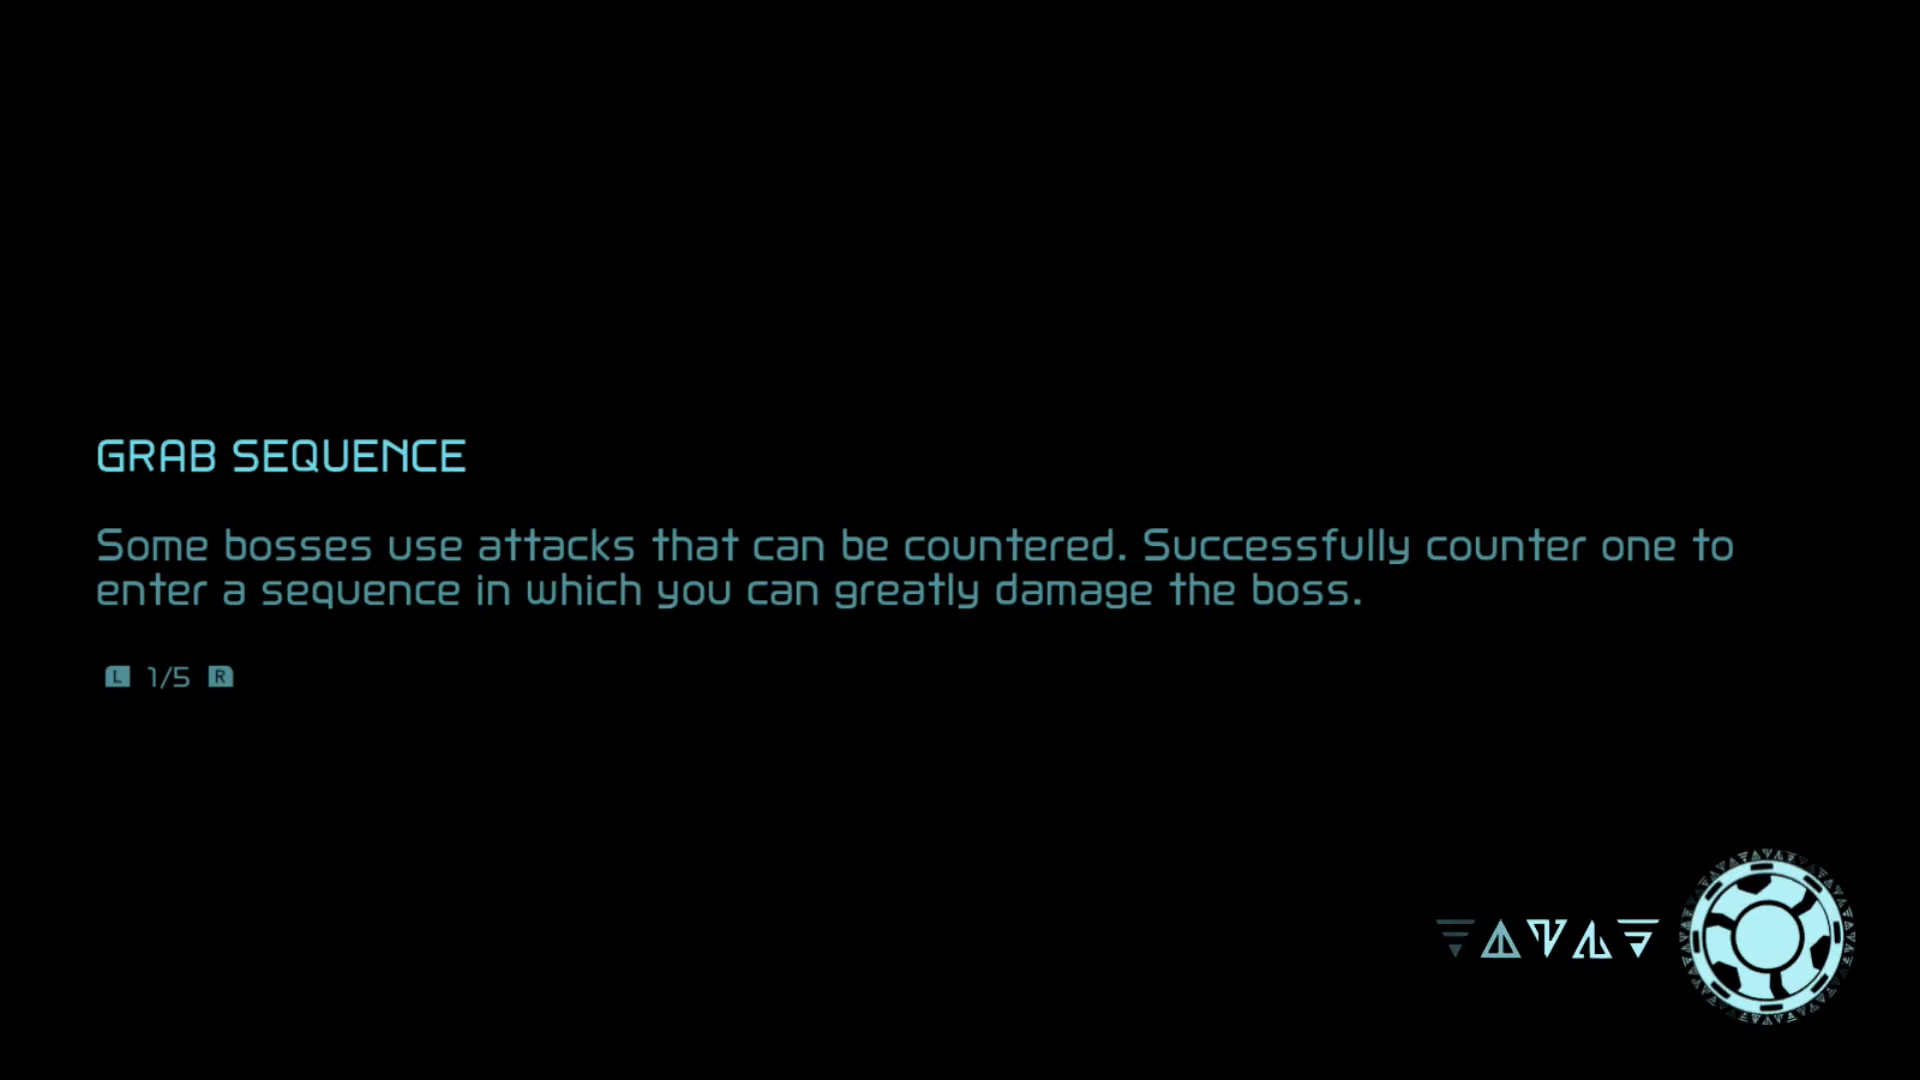 GRAB SEQUENCE
Some bosses use attacks that can be countered. Successfully counter one to
enter a sequence in which you can greatly damage the boss.
L 1/5 R